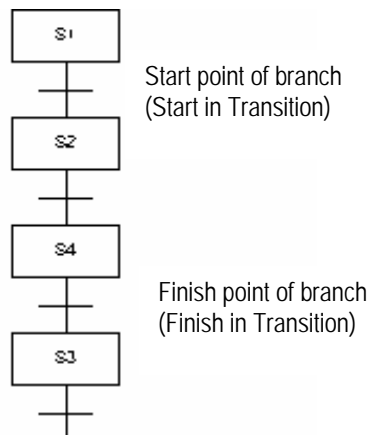 S1
Start point of branch
(Start in Transition)
S2
S4
Finish point of branch
(Finish in Transition)
S3